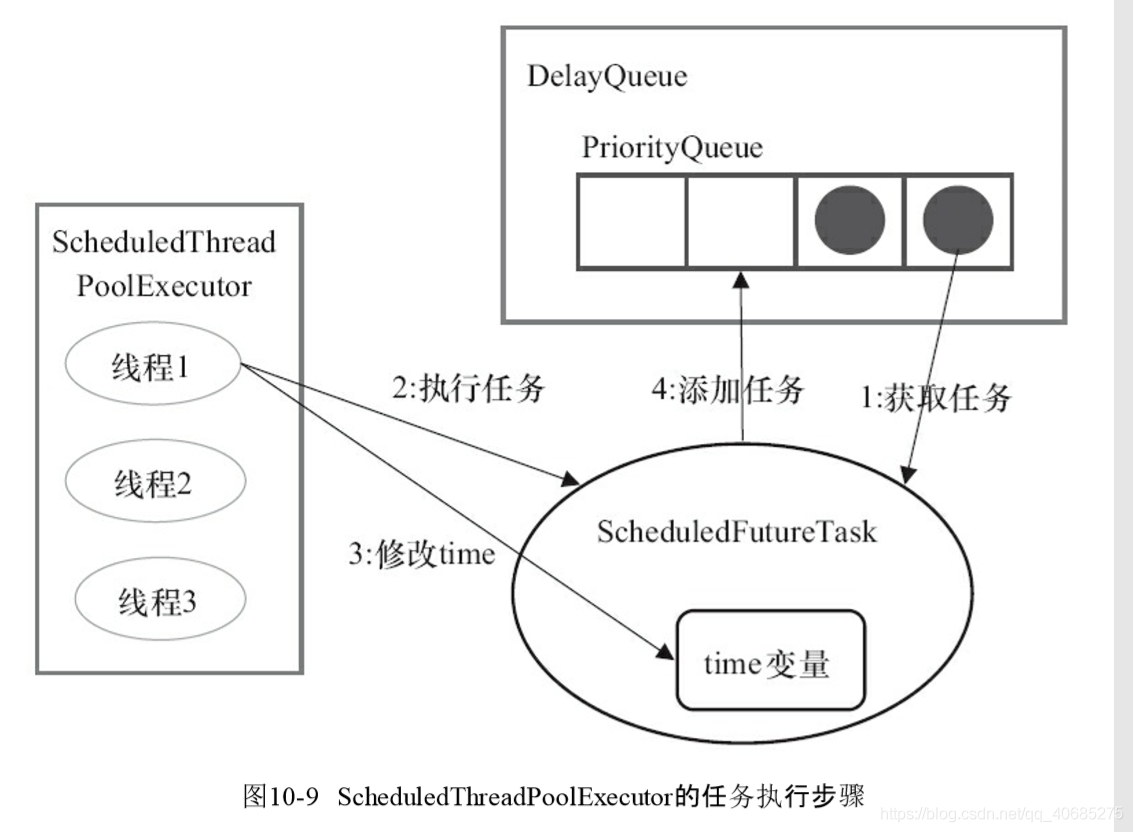 DelayQueue
PriorityQueue
ScheduledThread
PoolExecutor
线程1
线程2
线程3
2:执行任务
4:添加任务
1:获取任务
3:修改time
ScheduledFutureTask
time变量
图10-9 ScheduledThreadPoolExecutor的任务执行步骤
https://blog.csdn.net/qq_40685275